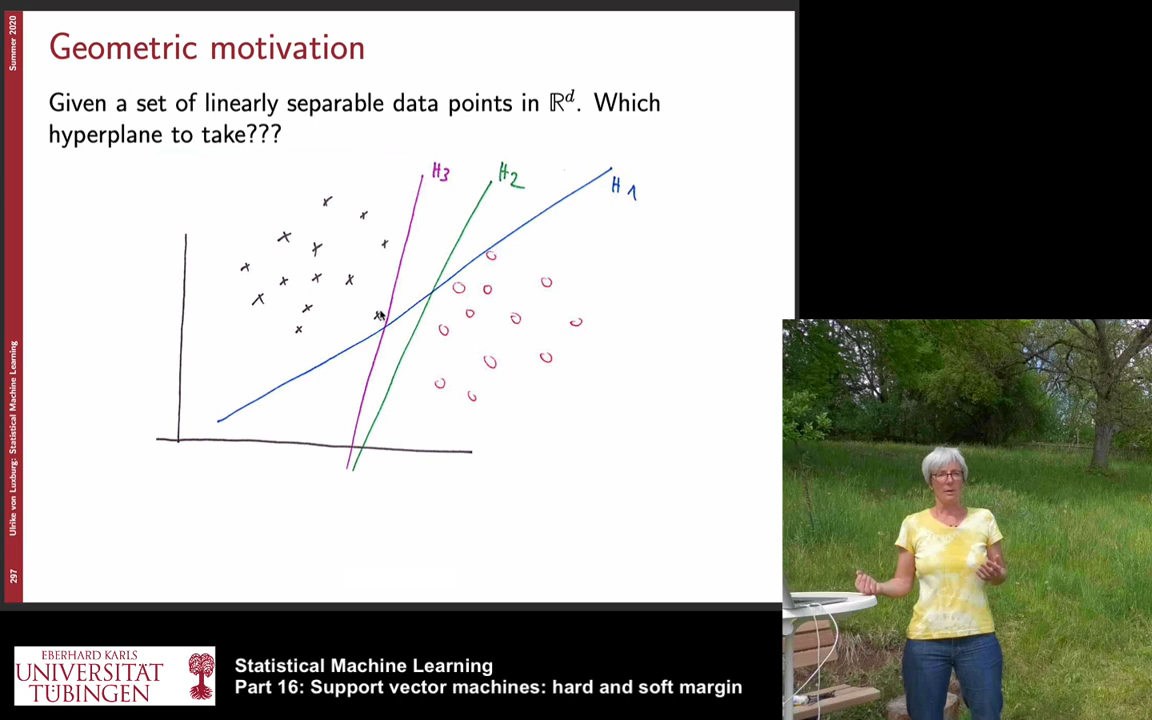 Summer 2020
Geometric motivation
Given a set of linearly separable data points in ℝᵈ. Which
hyperplane to take???
H3
H2
H1
Ulrike von Luxburg: Statistical Machine Learning
297
EBERHARD KARLS
UNIVERSITÄT
TÜBINGEN
Statistical Machine Learning
Part 16: Support vector machines: hard and soft margin